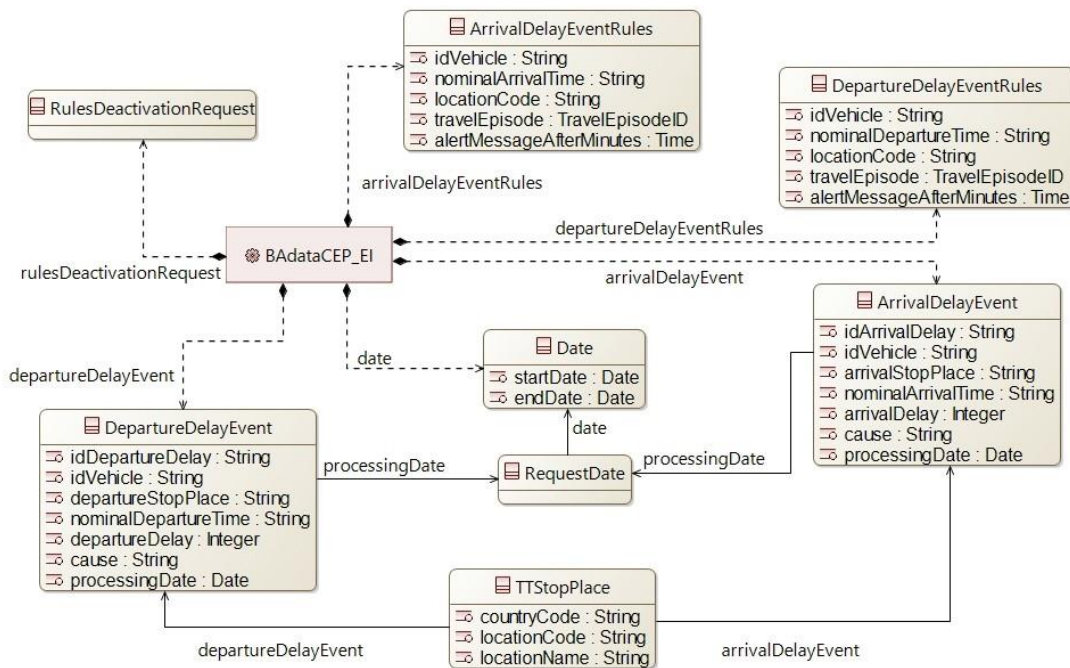 ArrivalDelayEventRules
idVehicle : String
nominalArrivalTime : String
locationCode : String
travelEpisode : TravelEpisodeID
alertMessageAfterMinutes : Time
DepartureDelayEventRules
idVehicle : String
nominalDepartureTime : String
locationCode : String
travelEpisode : TravelEpisodeID
alertMessageAfterMinutes : Time
RulesDeactivationRequest
arrivalDelayEventRules
departureDelayEventRules
BAdataCEP_EI
rulesDeactivationRequest
arrivalDelayEvent
ArrivalDelayEvent
idArrivalDelay : String
idVehicle : String
arrivalStopPlace : String
nominalArrivalTime : String
arrivalDelay : Integer
cause : String
processingDate : Date
date
Date
startDate : Date
endDate : Date
departureDelayEvent
date
DepartureDelayEvent
idDepartureDelay : String
idVehicle : String
departureStopPlace : String
nominalDepartureTime : String
departureDelay : Integer
cause : String
processingDate : Date
processingDate
RequestDate
processingDate
TTStopPlace
countryCode : String
locationCode : String
locationName : String
departureDelayEvent
arrivalDelayEvent